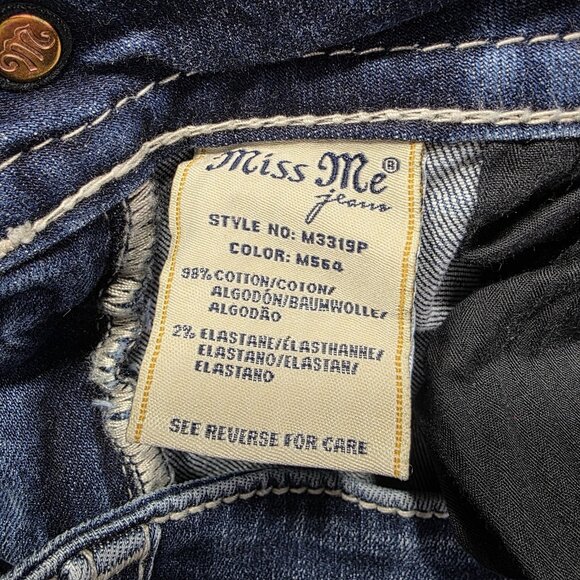 M
Miss Me®
jeans
STYLE NO: M3319P
COLOR: M564
98% COTTON/COTON/
ALGODÓN/BAUMWOLLE/
ALGODÃO
2% ELASTANE/ÉLASTHANNE/
ELASTANO/ELASTAN/
ELASTANO
SEE REVERSE FOR CARE